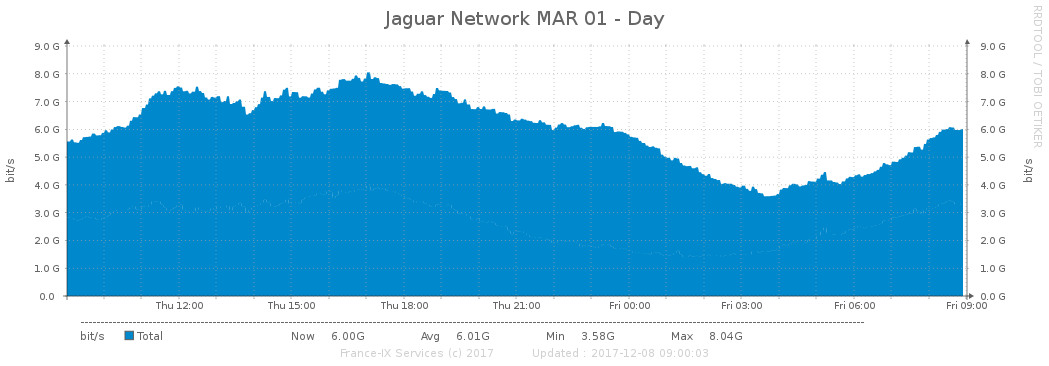 Jaguar Network MAR 01 - Day
RRDTOOL / TOBI OETIKER
9.0 G 9.0 G
8.0 G 8.0 G
7.0 G 7.0 G
6.0 G 6.0 G
5.0 G 5.0 G
4.0 G 4.0 G
3.0 G 3.0 G
2.0 G 2.0 G
1.0 G 1.0 G
0.0 0.0 G
bit/s
bit/s
Thu 12:00 Thu 15:00 Thu 18:00 Thu 21:00 Fri 00:00 Fri 03:00 Fri 06:00 Fri 09:00
bit/s Total Now 6.00G Avg 6.01G Min 3.58G Max 8.04G
France-IX Services (c) 2017 Updated : 2017-12-08 09:00:03